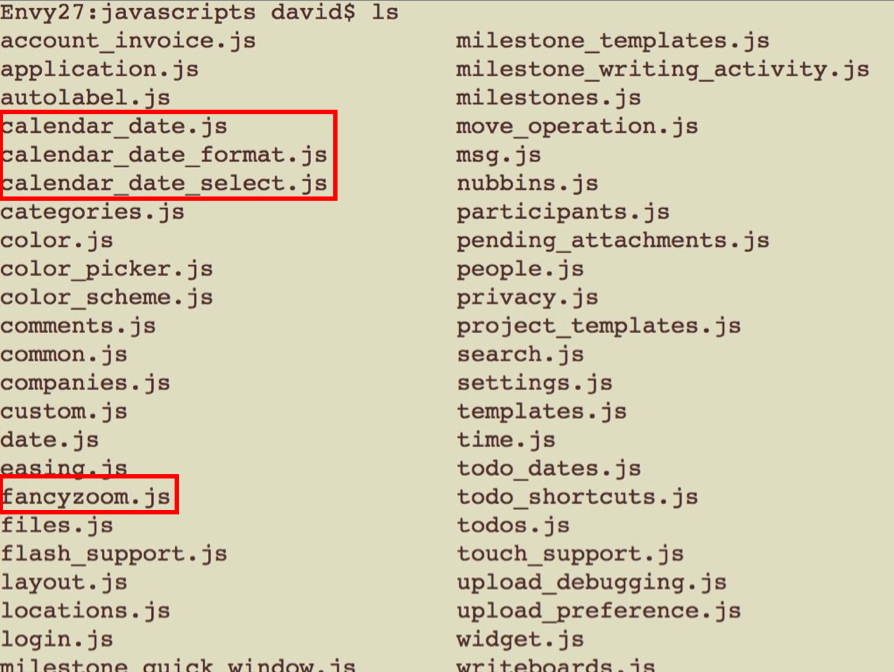 Envy27:javascripts david$ ls
account_invoice.js milestone_templates.js
application.js milestone_writing_activity.js
autolabel.js milestones.js
calendar_date.js move_operation.js
calendar_date_format.js msg.js
calendar_date_select.js nubbins.js
categories.js participants.js
color.js pending_attachments.js
color_picker.js people.js
color_scheme.js privacy.js
comments.js project_templates.js
common.js search.js
companies.js settings.js
custom.js templates.js
date.js time.js
easing.js todo_dates.js
fancyzoom.js todo_shortcuts.js
files.js todos.js
flash_support.js touch_support.js
layout.js upload_debugging.js
locations.js upload_preference.js
login.js widget.js
milestone_quick_window.js writeboards.js